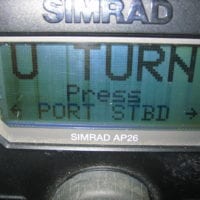 SIMRAD
U TURN
Press
← PORT STBD →
SIMRAD AP26